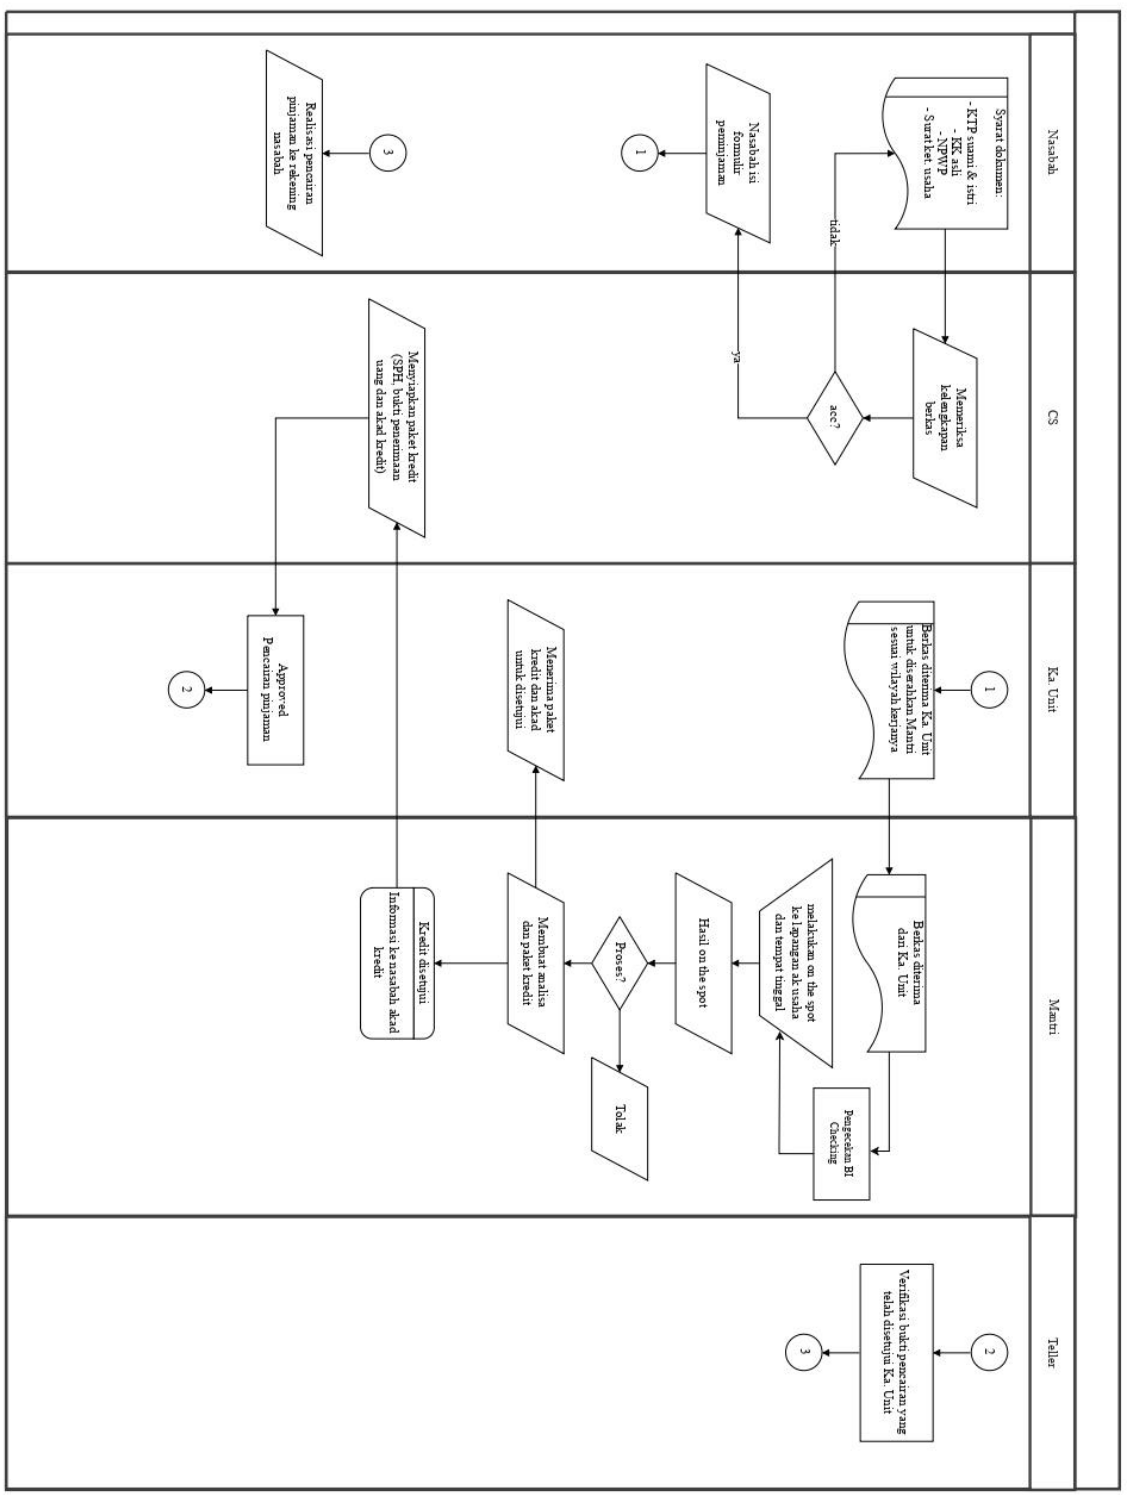 Nasabah
CS
Ka. Unit
Mantri
Teller
Syarat dokumen:
- KTP suami & istri
- KK asli
- NPWP
- Surat ket. usaha
tidak
Nasabah isi
formulir
peminjaman
1
3
Realisasi pencairan
pinjaman ke rekening
nasabah
Memeriksa
kelengkapan
berkas
acc?
ya
Menyiapkan paket kredit
(SPH, bukti penerimaan
uang dan akad kredit)
1
Berkas diterima Ka. Unit
untuk diserahkan Mantri
sesuai wilayah kerjanya
Menerima paket
kredit dan akad
untuk disetujui
Approved
Pencairan pinjaman
2
Berkas diterima
dari Ka. Unit
Pengecekan BI
Checking
melakukan on the spot
ke lapangan ak usaha
dan tempat tinggal
Hasil on the spot
Proses?
Tolak
Membuat analisa
dan paket kredit
Kredit disetujui
Informasi ke nasabah akad
kredit
2
Verifikasi bukti pencairan yang
telah disetujui Ka. Unit
3